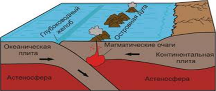 Глубоководный
желоб
Островная дуга
Океаническая
плита
Магматические очаги
Континентальная
плита
Астеносфера
Астеносфера